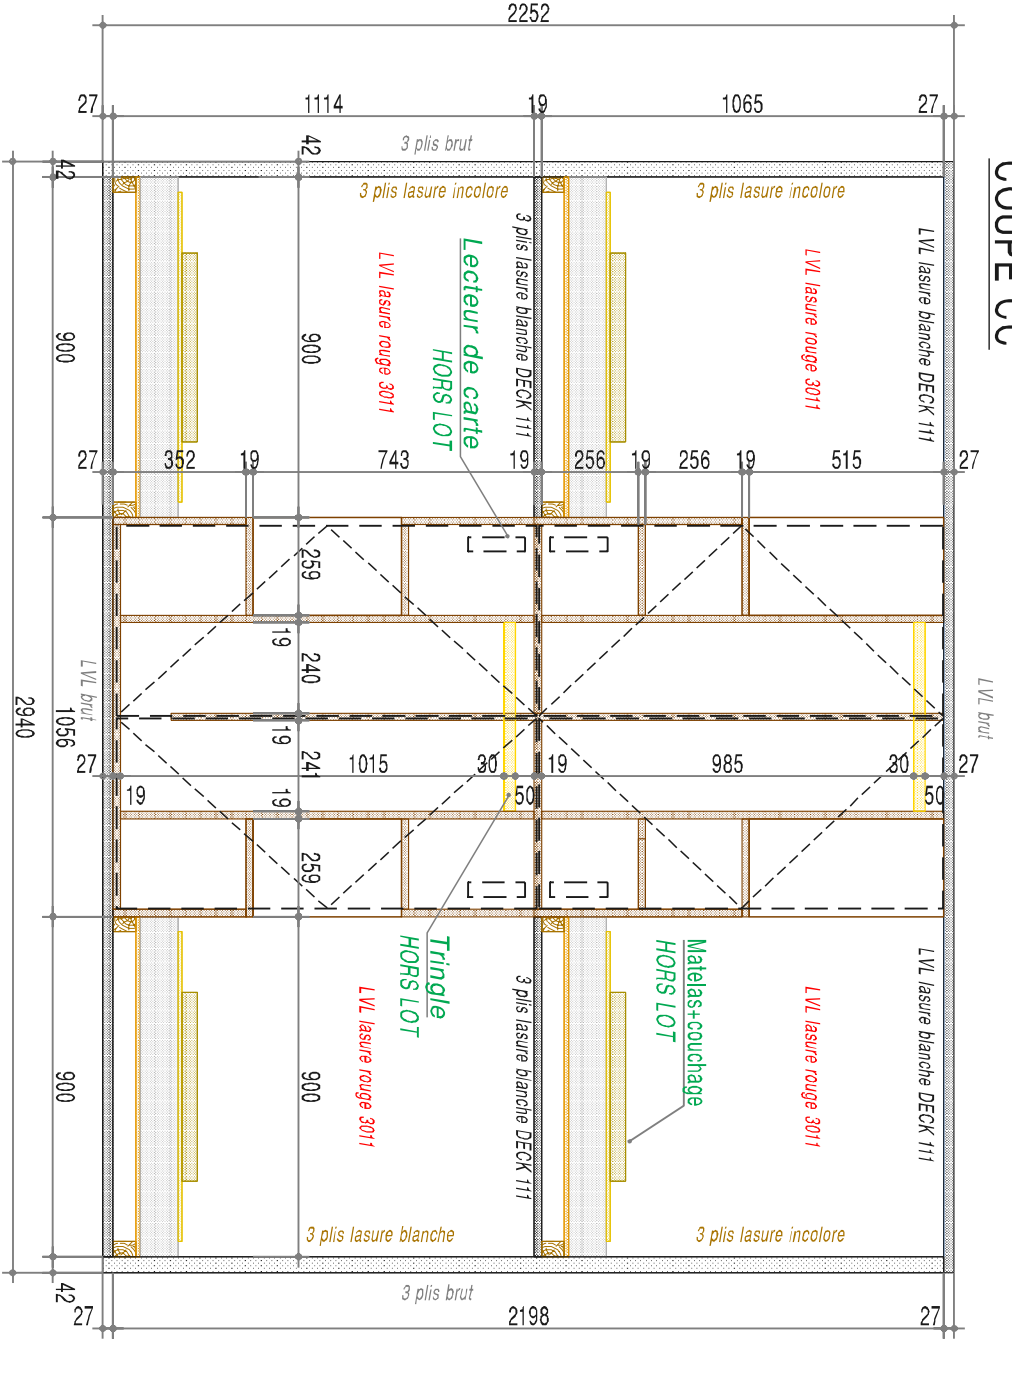 2252
27
1114
19
1065
27
42
42
3 plis brut
3 plis lasure incolore
3 plis lasure incolore
COUPE CC
LVL lasure rouge 3011
Lecteur de carte
HORS LOT
3 plis lasure blanche DECK 111
LVL lasure rouge 3011
LVL lasure blanche DECK 111
900
900
27
352
19
743
19
256
19
256
19
515
27
259
19
240
LVL brut
LVL brut
2940
1056
19
241
27
19
1015
30
50
19
985
30
50
27
19
259
Tringle
HORS LOT
Matelas+couchage
HORS LOT
LVL lasure rouge 3011
3 plis lasure blanche DECK 111
LVL lasure rouge 3011
LVL lasure blanche DECK 111
900
900
3 plis lasure blanche
3 plis lasure incolore
42
3 plis brut
27
2198
27